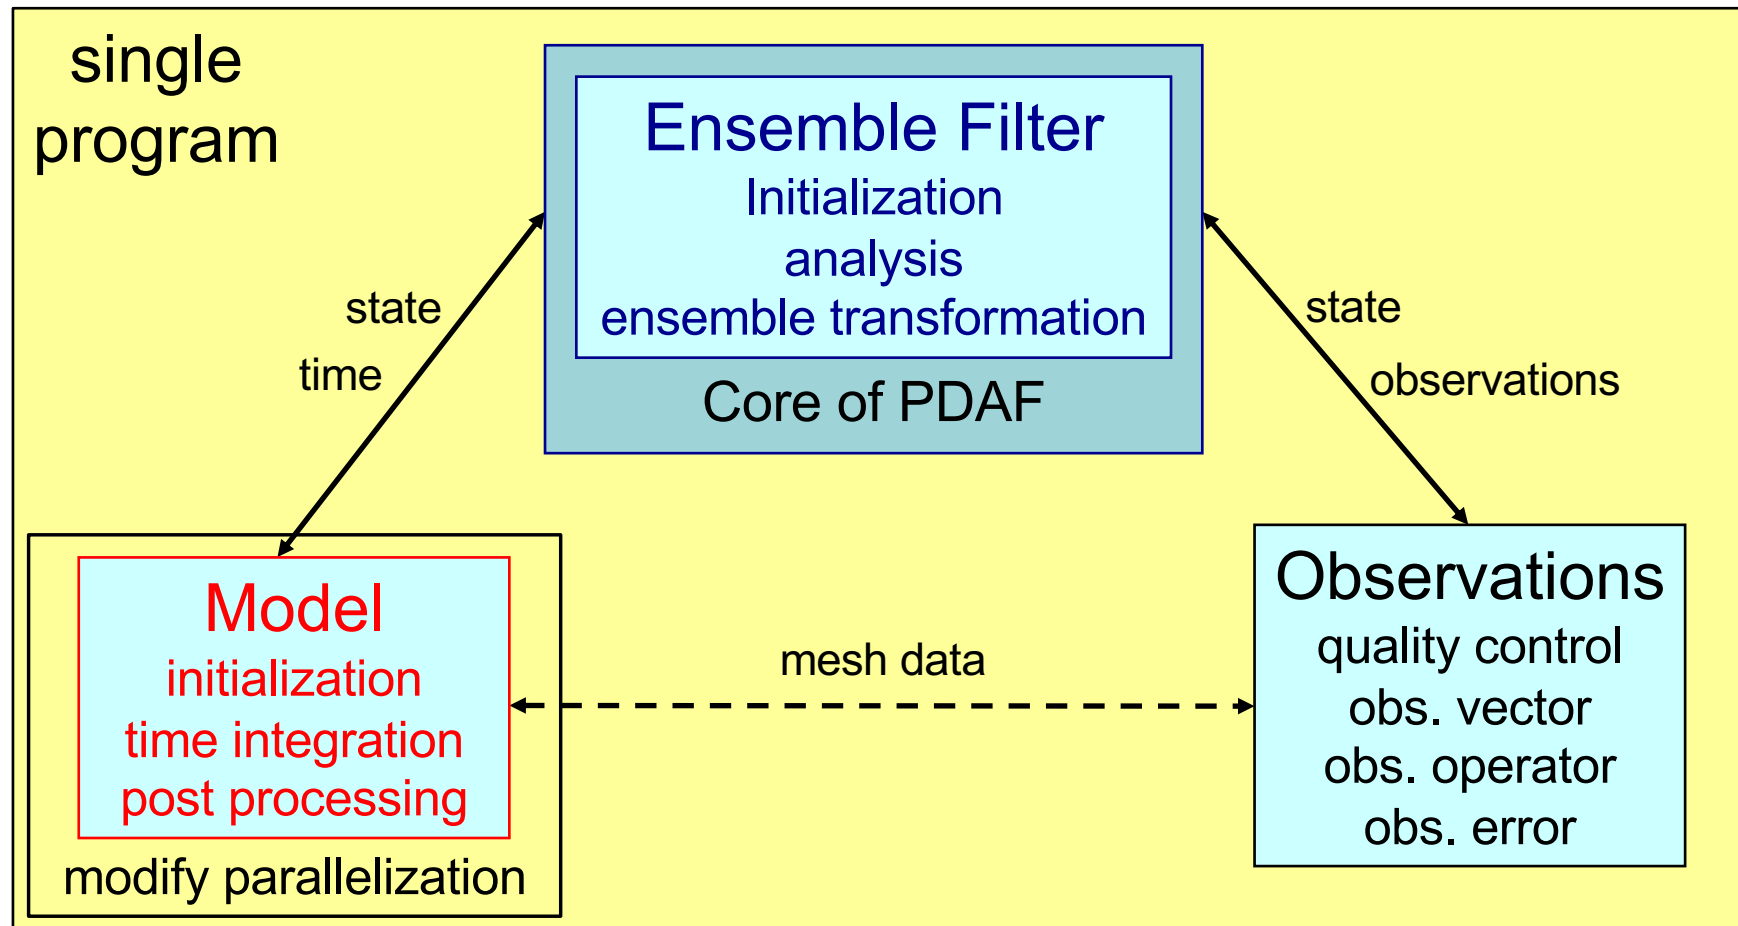 single
program
Ensemble Filter
Initialization
analysis
ensemble transformation
Core of PDAF
state
time
state
observations
Model
initialization
time integration
post processing
modify parallelization
mesh data
Observations
quality control
obs. vector
obs. operator
obs. error